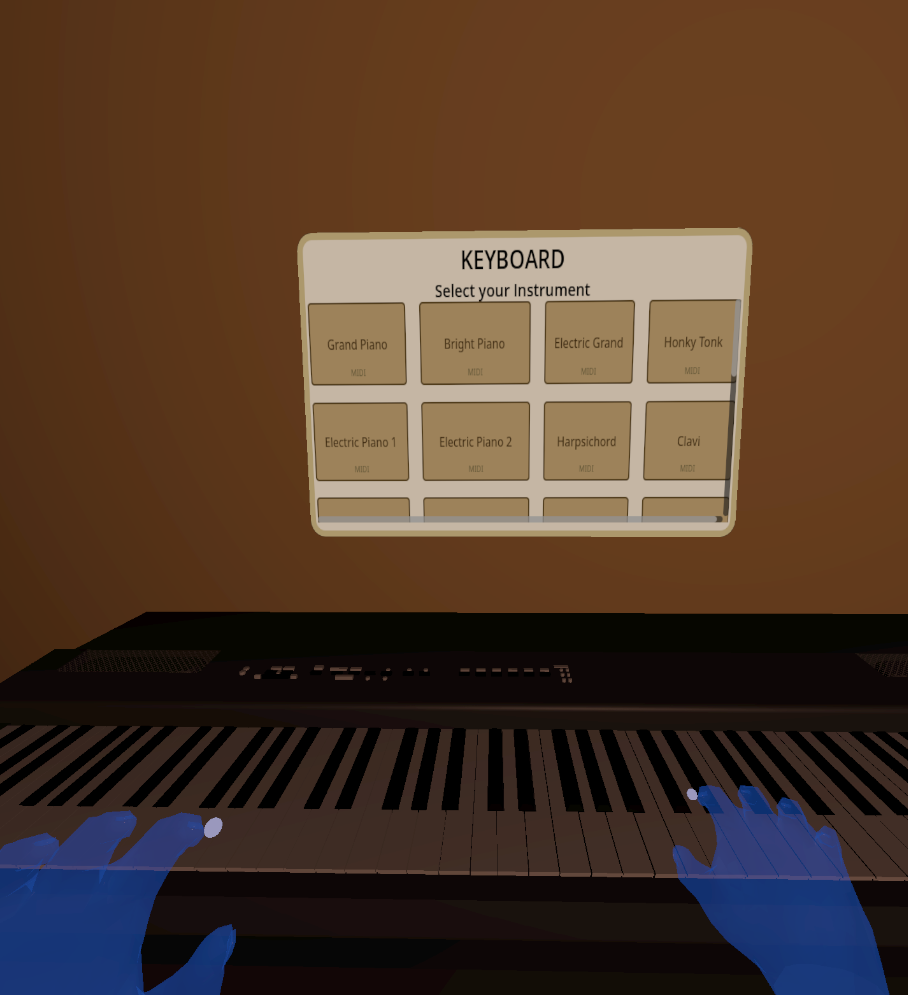 KEYBOARD
Select your Instrument
Grand Piano
MIDI
Bright Piano
MIDI
Electric Grand
MIDI
Honky Tonk
MIDI
Electric Piano 1
MIDI
Electric Piano 2
MIDI
Harpsichord
MIDI
Clavi
MIDI